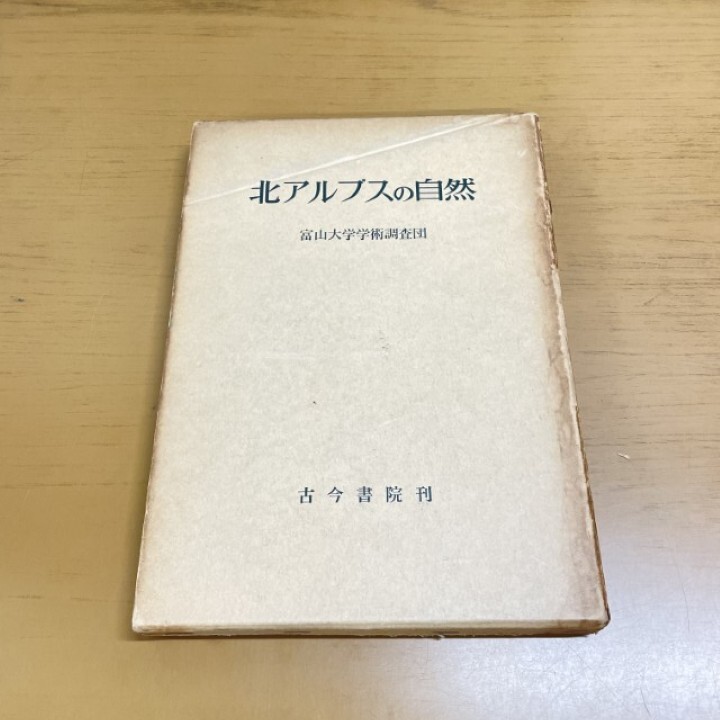 北アルプスの自然
富山大学学術調査団
古今書院刊